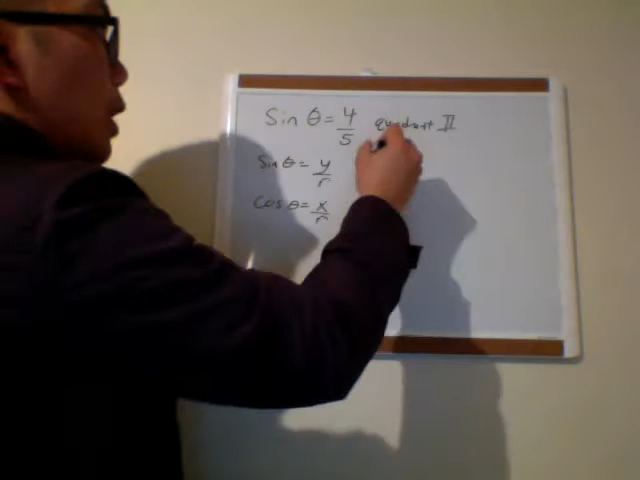 Sin θ = 4/5 quadrant II
Sin θ = y/r
Cos θ = x/r